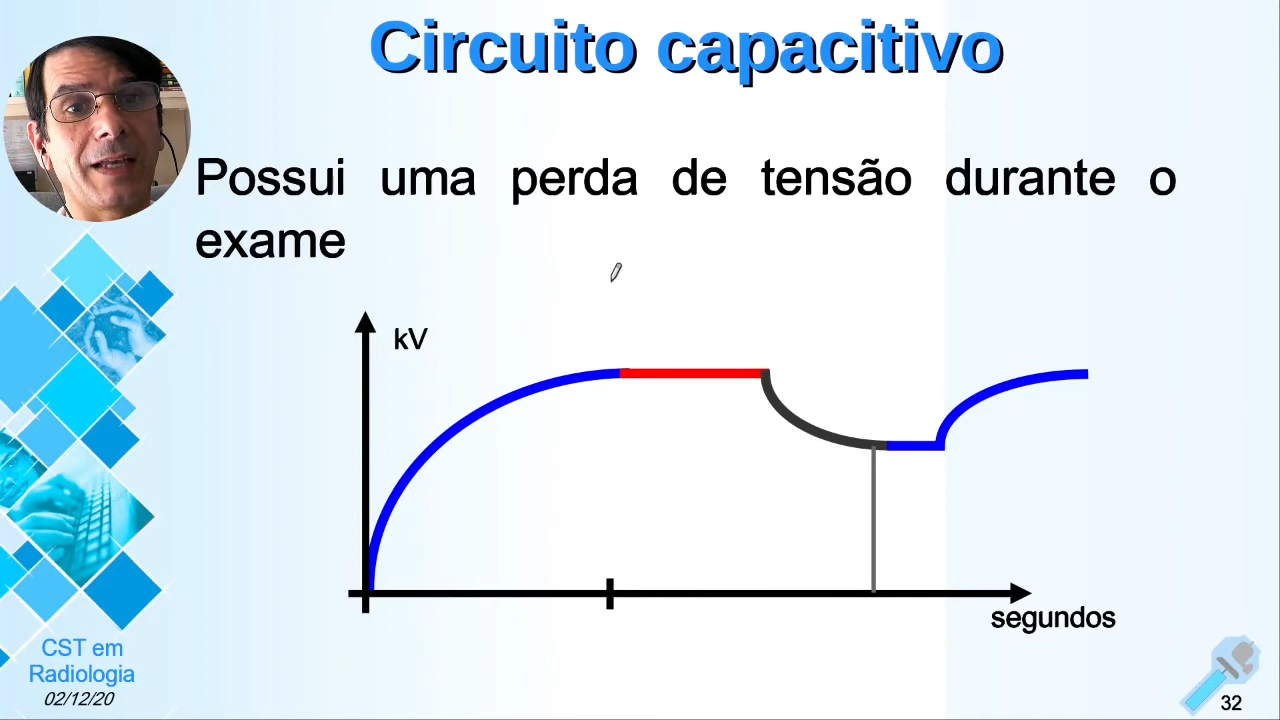 Circuito capacitivo
Possui uma perda de tensão durante o
exame
kV
segundos
CST em
Radiologia
02/12/20
32